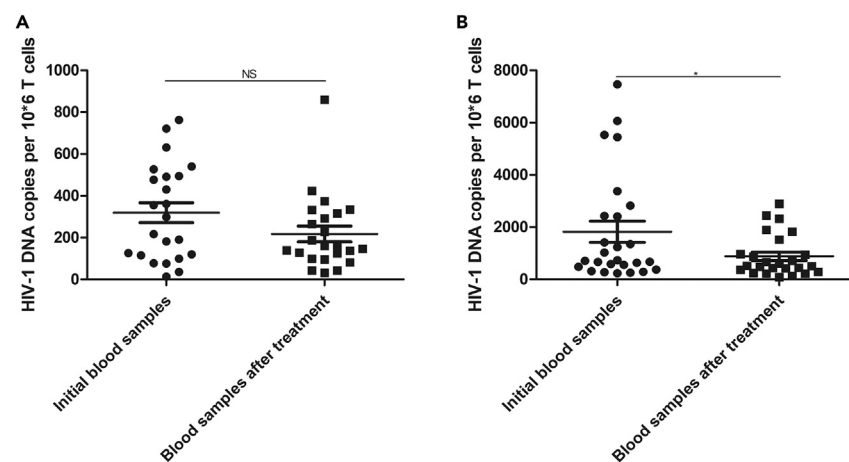 A
HIV-1 DNA copies per 10*6 T cells
1000
800
600
400
200
0
NS
Initial blood samples
Blood samples after treatment
B
HIV-1 DNA copies per 10*6 T cells
8000
6000
4000
2000
0
*
Initial blood samples
Blood samples after treatment